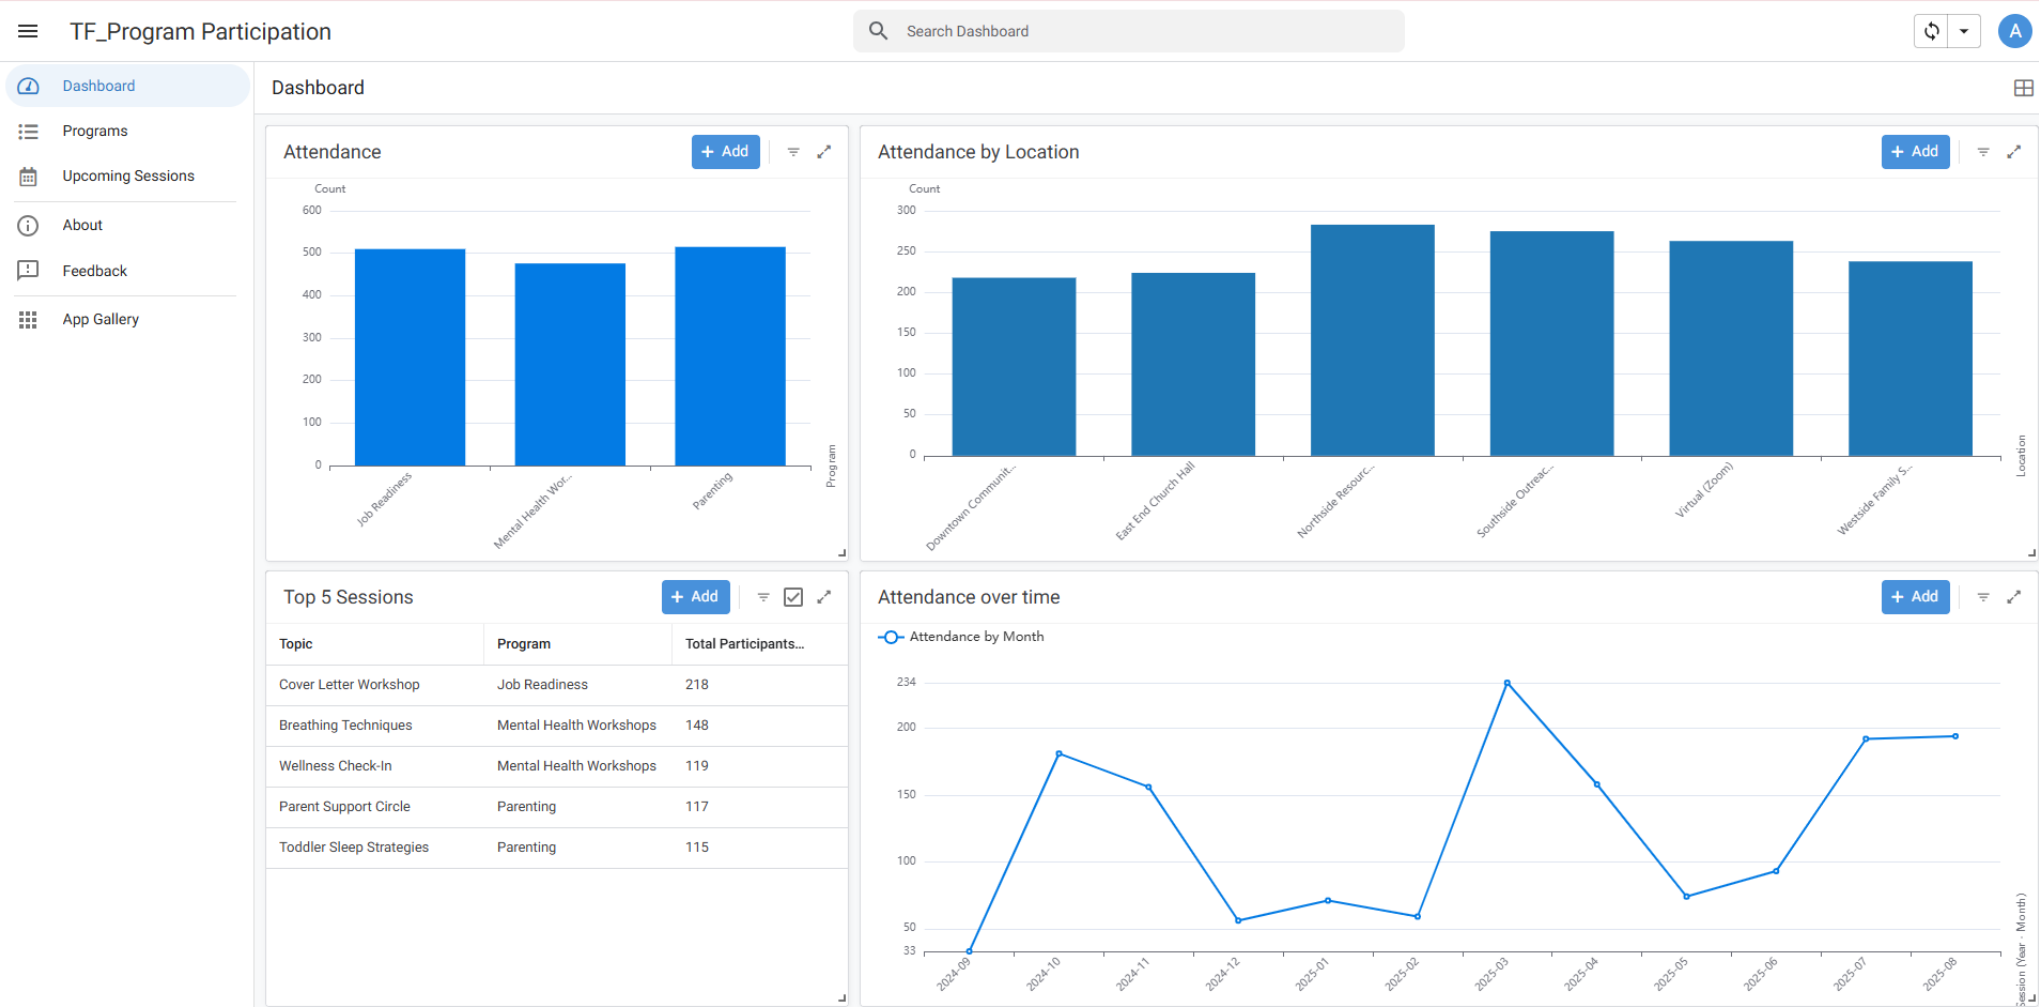 TF_Program Participation
Search Dashboard
A
Dashboard
Programs
Upcoming Sessions
About
Feedback
App Gallery
Dashboard
Attendance
+ Add
Count
600
500
400
300
200
100
0
Job Readiness
Mental Health Wor...
Parenting
Program
Attendance by Location
+ Add
Count
300
250
200
150
100
50
0
Downtown Communit...
East End Church Hall
Northside Resourc...
Southside Outreac...
Virtual (Zoom)
Westside Family S...
Location
Top 5 Sessions
+ Add
Topic Program Total Participants...
Cover Letter Workshop Job Readiness 218
Breathing Techniques Mental Health Workshops 148
Wellness Check-In Mental Health Workshops 119
Parent Support Circle Parenting 117
Toddler Sleep Strategies Parenting 115
Attendance over time
+ Add
Attendance by Month
234
200
150
100
50
33
2024-09
2024-10
2024-11
2024-12
2025-01
2025-02
2025-03
2025-04
2025-05
2025-06
2025-07
2025-08
(Year - Month)